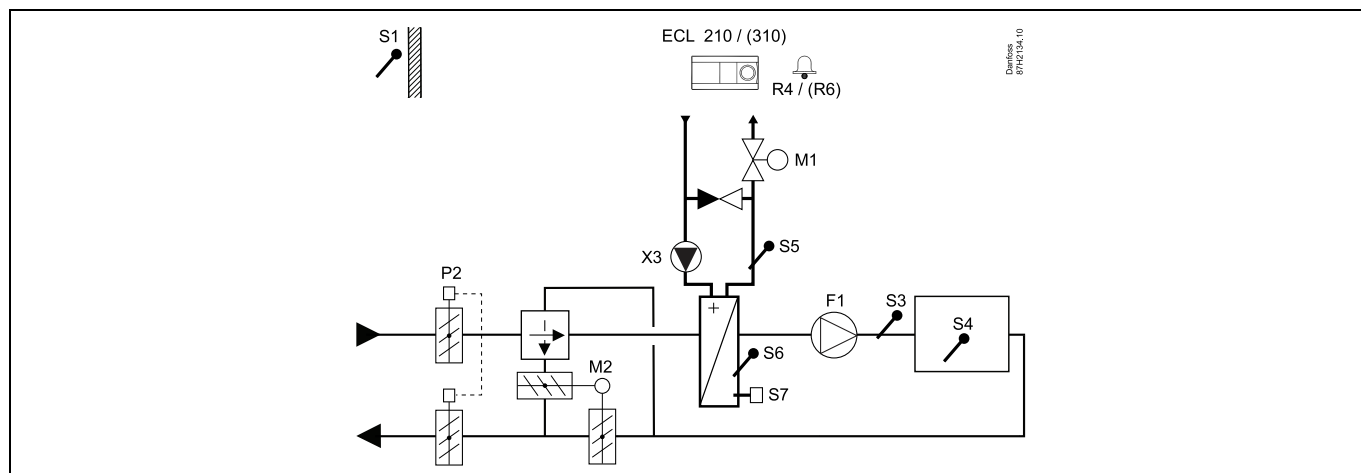 S1
ECL 210 / (310)
Danfoss
87H2134.10
R4 / (R6)
M1
X3
S5
P2
F1
S3
S4
+
S6
M2
S7